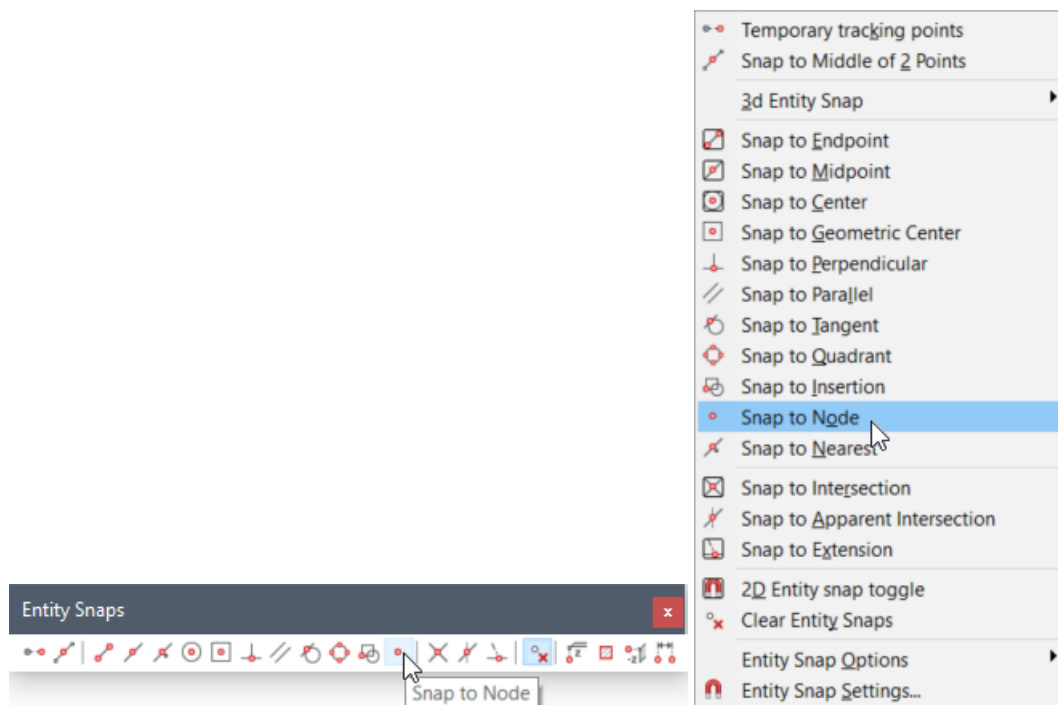 Temporary tracking points
Snap to Middle of 2 Points
3d Entity Snap
Snap to Endpoint
Snap to Midpoint
Snap to Center
Snap to Geometric Center
Snap to Perpendicular
Snap to Parallel
Snap to Tangent
Snap to Quadrant
Snap to Insertion
Snap to Node
Snap to Nearest
Snap to Intersection
Snap to Apparent Intersection
Snap to Extension
2D Entity snap toggle
Clear Entity Snaps
Entity Snap Options
Entity Snap Settings...
Entity Snaps
Snap to Node